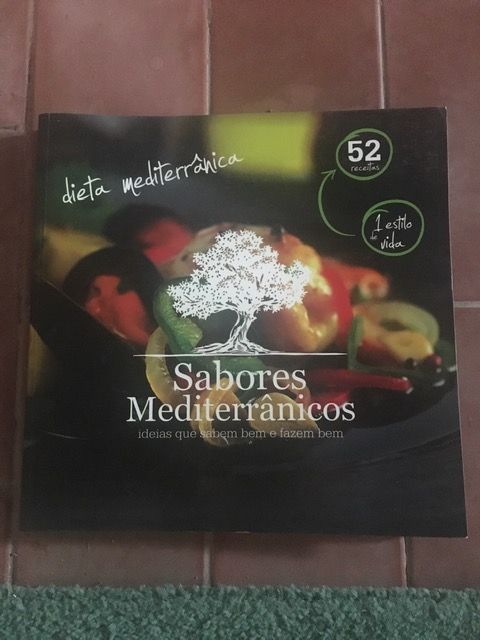 dieta mediterrânica
52
receitas
1 estilo
de
vida
Sabores
Mediterrânicos
ideias que sabem bem e fazem bem